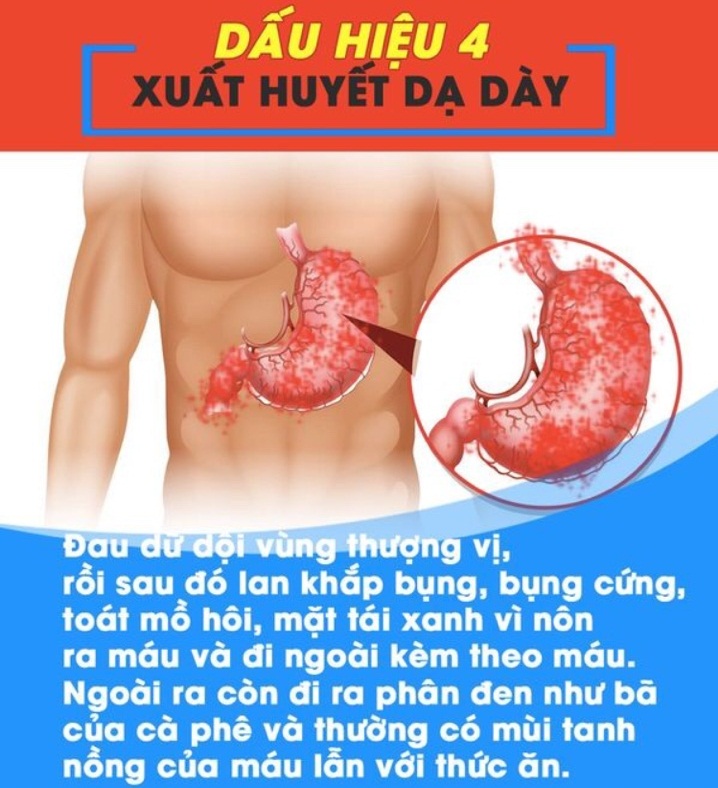 DẤU HIỆU 4
XUẤT HUYẾT DẠ DÀY
Đau dữ dội vùng thượng vị,
rồi sau đó lan khắp bụng, bụng cứng,
toát mồ hôi, mặt tái xanh vì nôn
ra máu và đi ngoài kèm theo máu.
Ngoài ra còn đi ra phân đen như bã
của cà phê và thường có mùi tanh
nồng của máu lẫn với thức ăn.